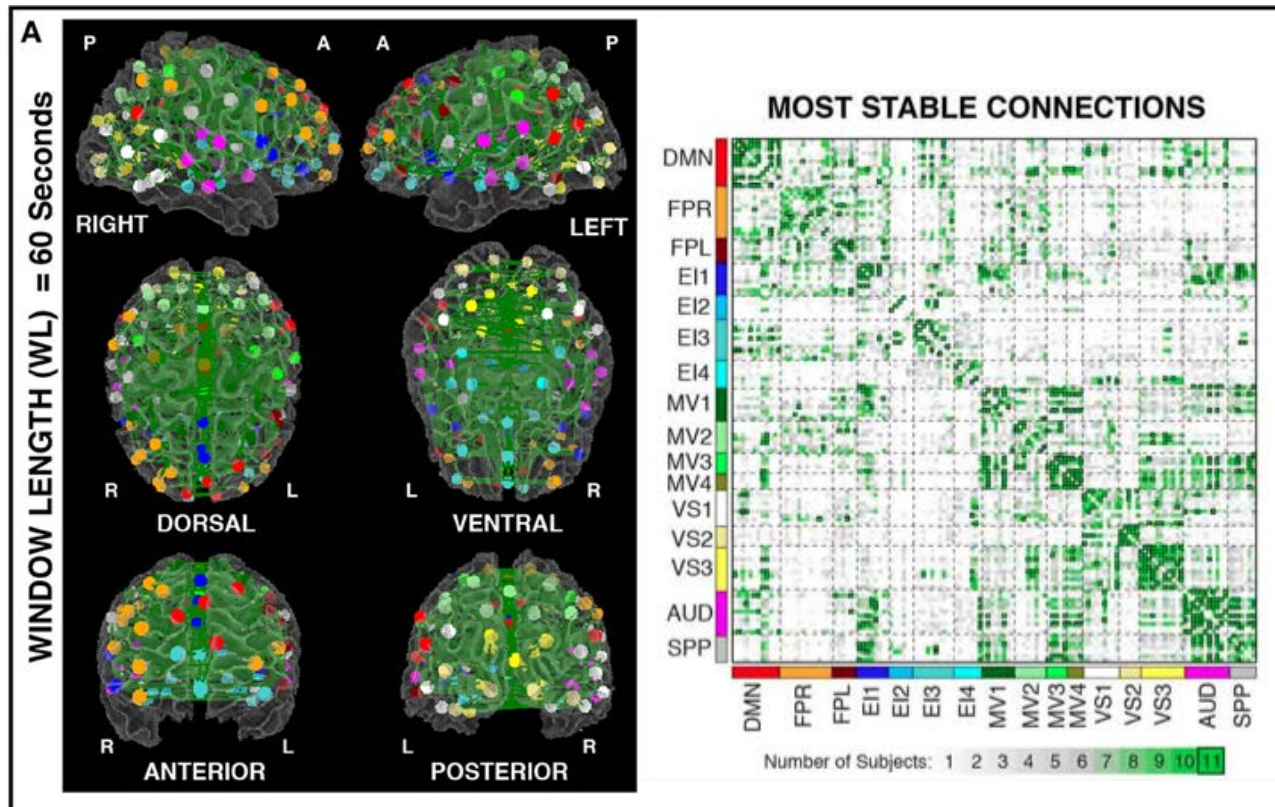 A
WINDOW LENGTH (WL) = 60 Seconds
P A A P
RIGHT LEFT
R L L R
DORSAL VENTRAL
R L L R
ANTERIOR POSTERIOR
MOST STABLE CONNECTIONS
DMN
FPR
FPL
EI1
EI2
EI3
EI4
MV1
MV2
MV3
MV4
VS1
VS2
VS3
AUD
SPP
DMN FPR FPL EI1 EI2 EI3 EI4 MV1 MV2 MV3 MV4 VS1 VS2 VS3 AUD SPP
Number of Subjects: 1 2 3 4 5 6 7 8 9 10 11